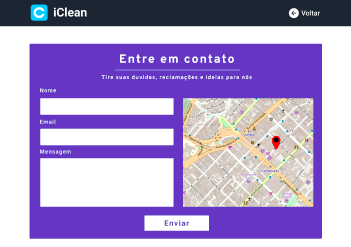 iClean
Voltar
Entre em contato
Tire suas duvidas, reclamações e ideias para nós
Nome
Email
Mensagem
Enviar